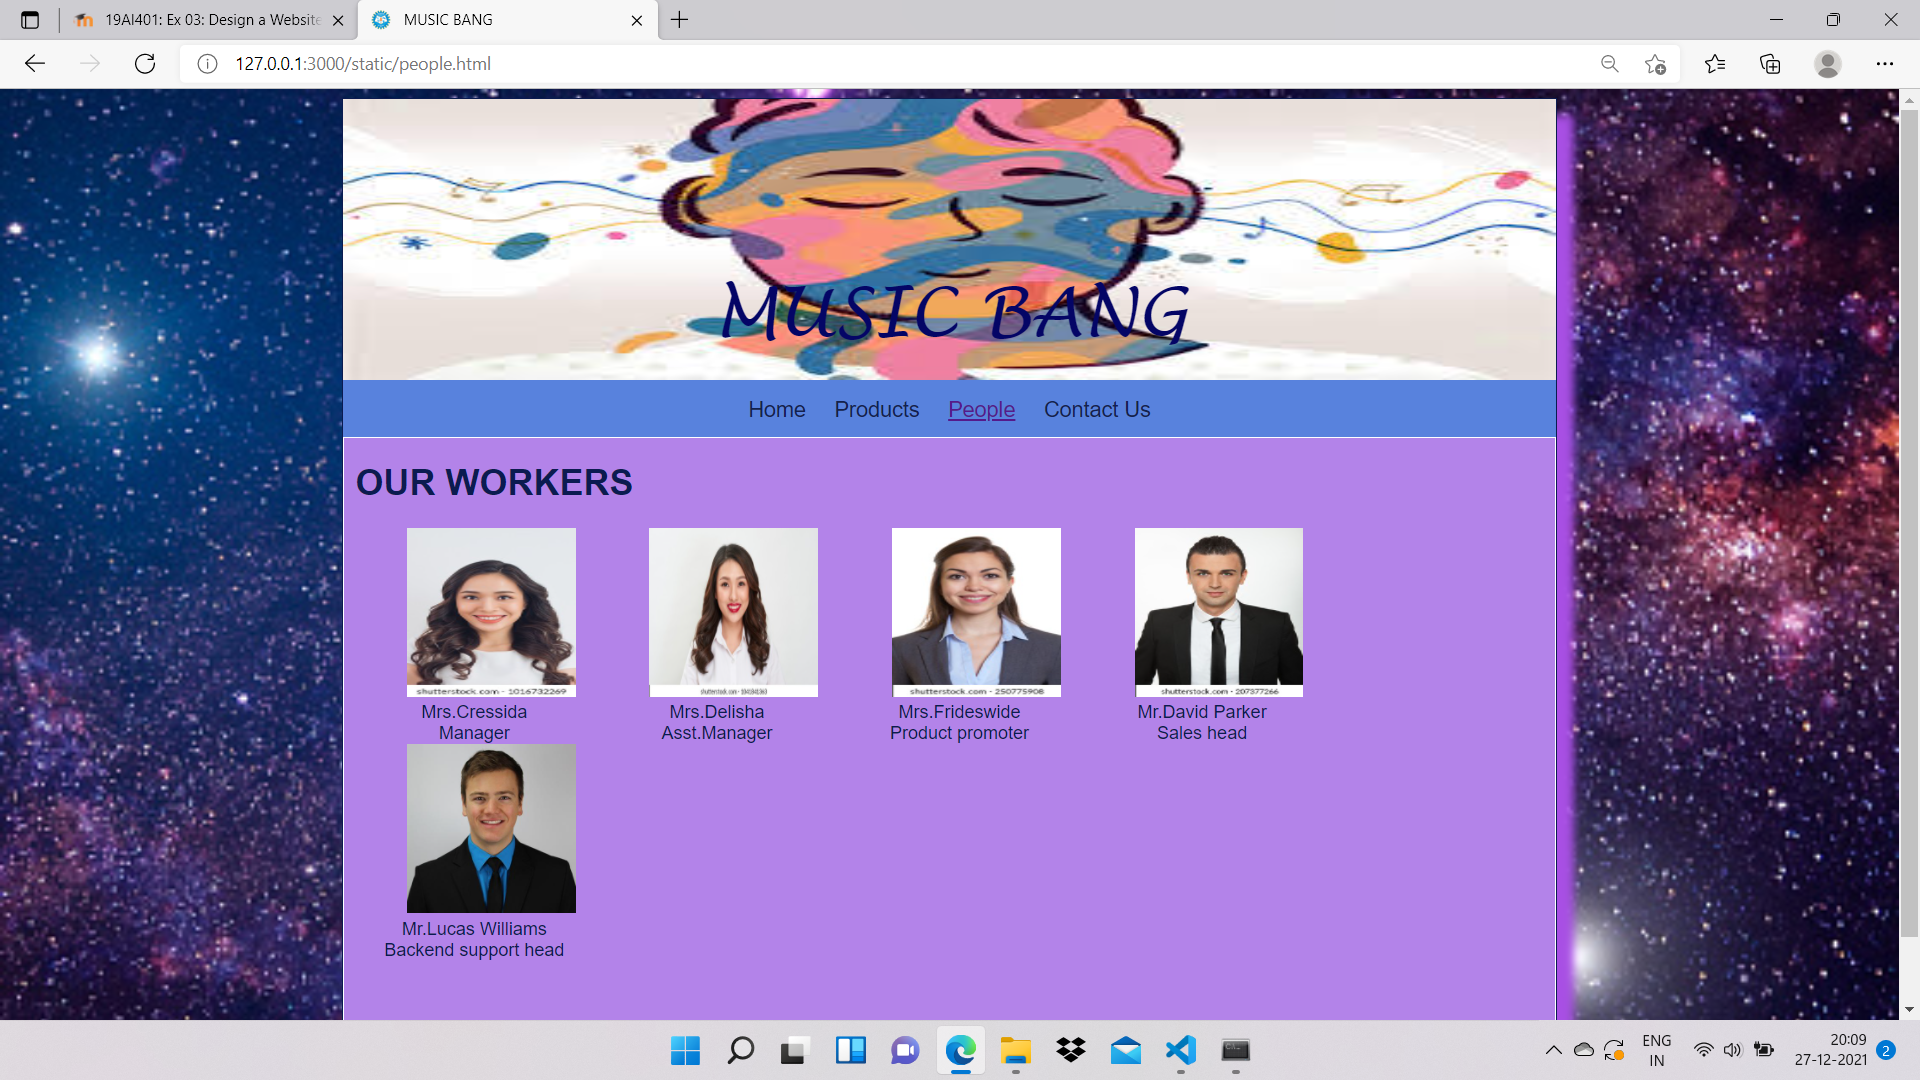 19AI401: Ex 03: Design a Website
MUSIC BANG
127.0.0.1:3000/static/people.html
MUSIC BANG
Home Products People Contact Us
OUR WORKERS
shutterstock.com · 1016732269
shutterstock.com · 250775908
shutterstock.com · 207377266
Mrs.Cressida
Manager
Mrs.Delisha
Asst.Manager
Mrs.Frideswide
Product promoter
Mr.David Parker
Sales head
Mr.Lucas Williams
Backend support head
ENG
IN
20:09
27-12-2021
2